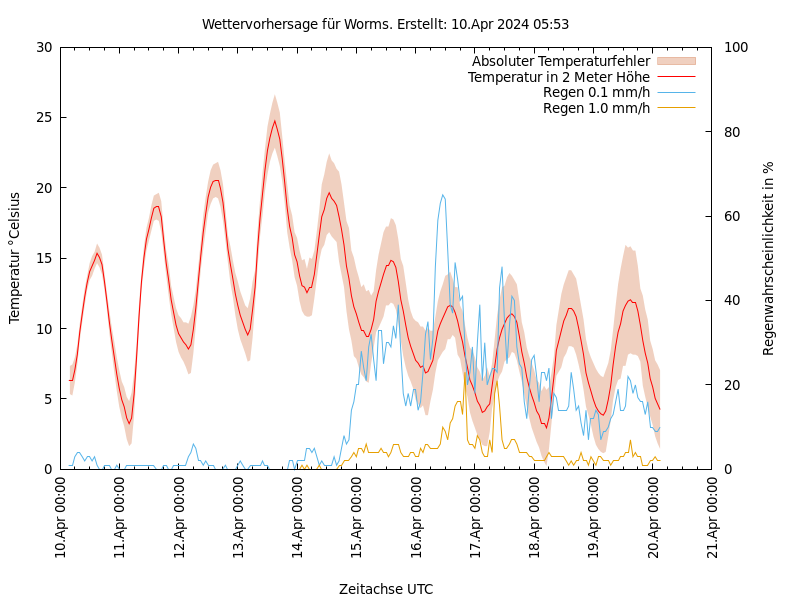 Wettervorhersage für Worms. Erstellt: 10.Apr 2024 05:53
Absoluter Temperaturfehler
Temperatur in 2 Meter Höhe
Regen 0.1 mm/h
Regen 1.0 mm/h
Temperatur °Celsius
30
25
20
15
10
5
0
Regenwahrscheinlichkeit in %
100
80
60
40
20
0
10.Apr 00:00
11.Apr 00:00
12.Apr 00:00
13.Apr 00:00
14.Apr 00:00
15.Apr 00:00
16.Apr 00:00
17.Apr 00:00
18.Apr 00:00
19.Apr 00:00
20.Apr 00:00
21.Apr 00:00
Zeitachse UTC